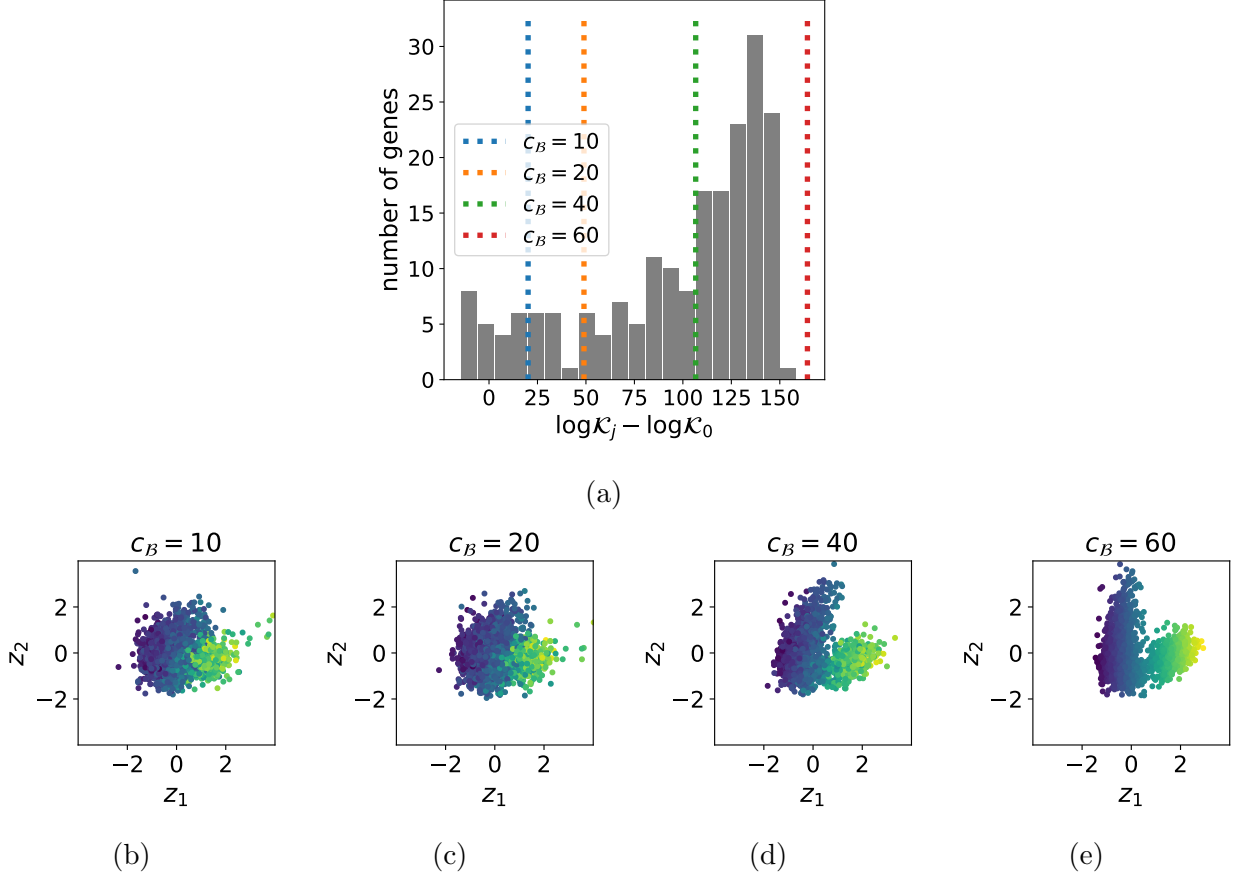 number of genes
30
25
20
15
10
5
0
c_ℬ = 10
c_ℬ = 20
c_ℬ = 40
c_ℬ = 60
0 25 50 75 100 125 150
log𝒦_j − log𝒦_0
(a)
c_ℬ = 10
z_2
2
0
−2
−2 0 2
z_1
(b)
c_ℬ = 20
z_2
2
0
−2
−2 0 2
z_1
(c)
c_ℬ = 40
z_2
2
0
−2
−2 0 2
z_1
(d)
c_ℬ = 60
z_2
2
0
−2
−2 0 2
z_1
(e)